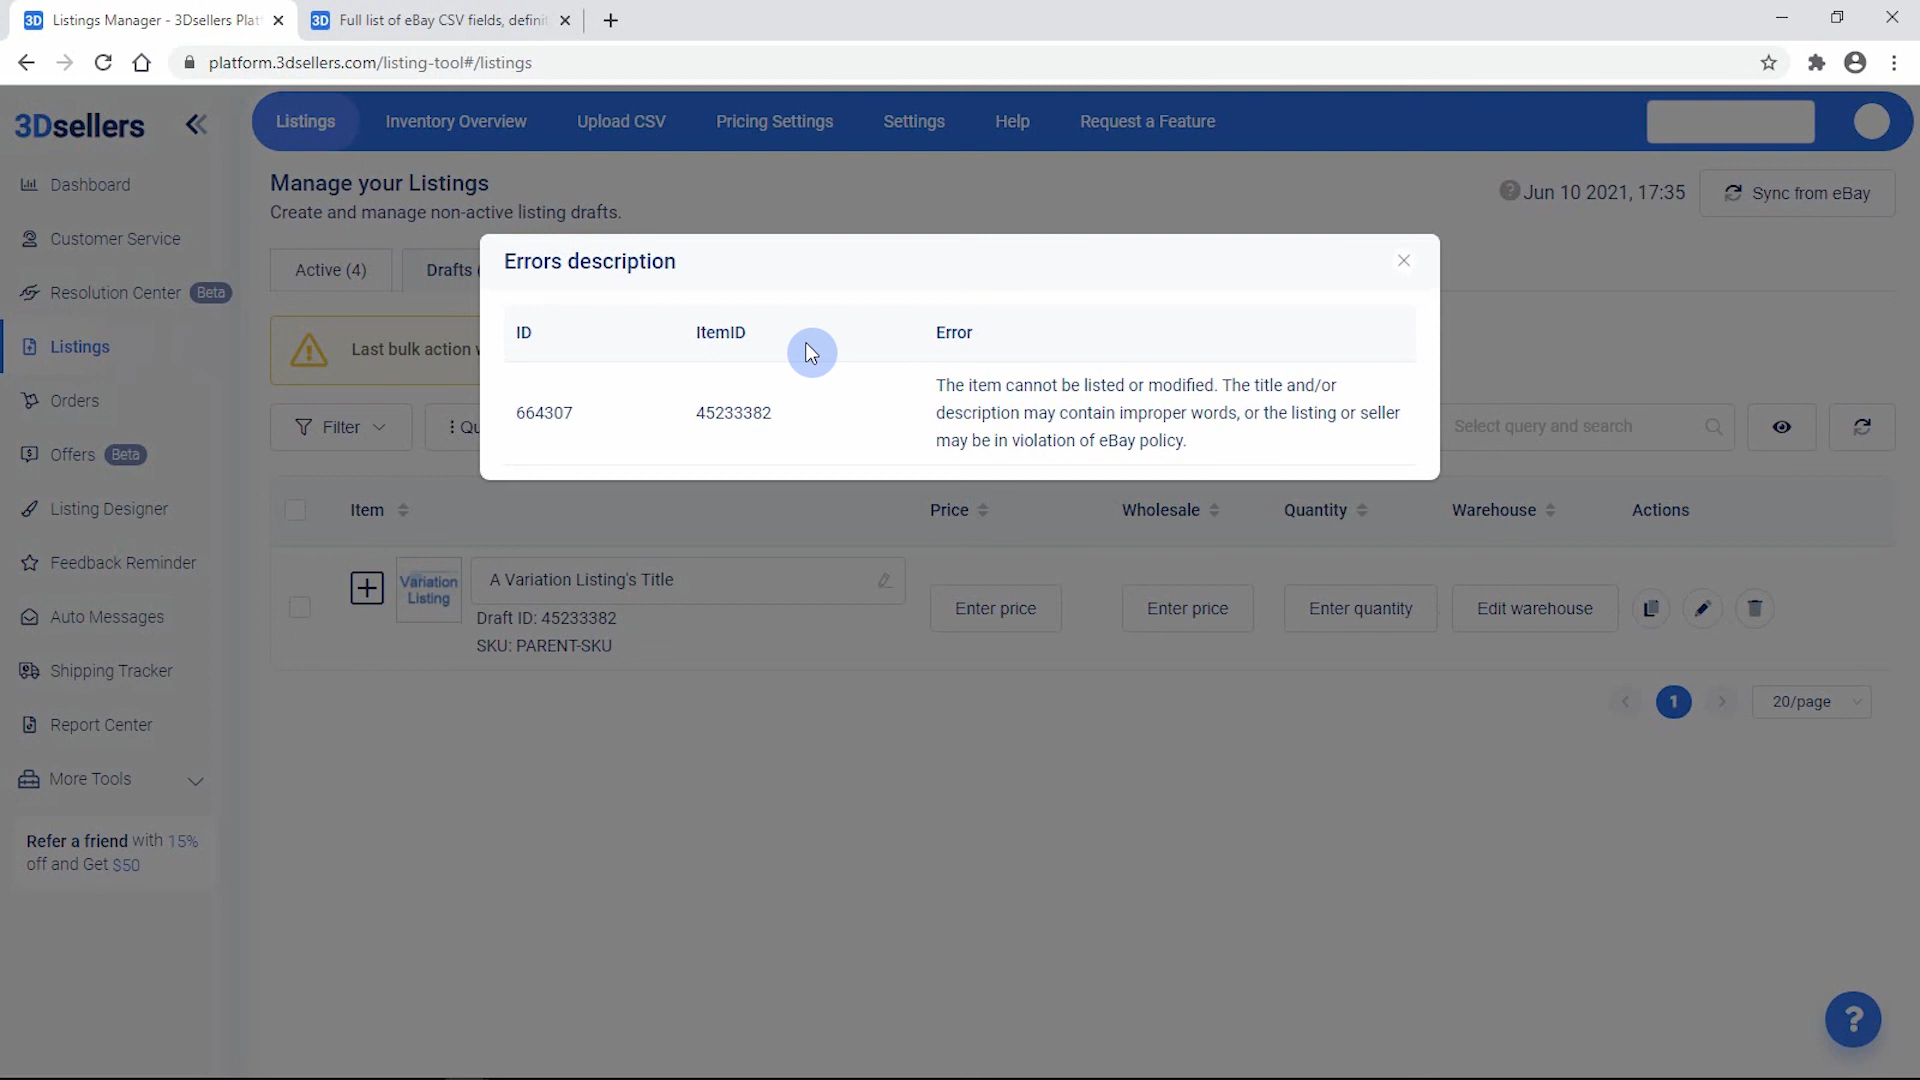 3D Listings Manager - 3Dsellers Plat
3D Full list of eBay CSV fields, definit
platform.3dsellers.com/listing-tool#/listings
3Dsellers
Listings
Inventory Overview
Upload CSV
Pricing Settings
Settings
Help
Request a Feature
Dashboard
Customer Service
Resolution Center Beta
Listings
Orders
Offers Beta
Listing Designer
Feedback Reminder
Auto Messages
Shipping Tracker
Report Center
More Tools
Refer a friend with 15%
off and Get $50
Manage your Listings
Create and manage non-active listing drafts.
? Jun 10 2021, 17:35
Sync from eBay
Active (4)
Drafts
Last bulk action
Filter
Select query and search
Errors description
ID ItemID Error
664307 45233382
The item cannot be listed or modified. The title and/or
description may contain improper words, or the listing or seller
may be in violation of eBay policy.
Item Price Wholesale Quantity Warehouse Actions
Variation
Listing
A Variation Listing's Title
Draft ID: 45233382
SKU: PARENT-SKU
Enter price
Enter price
Enter quantity
Edit warehouse
1
20/page
?